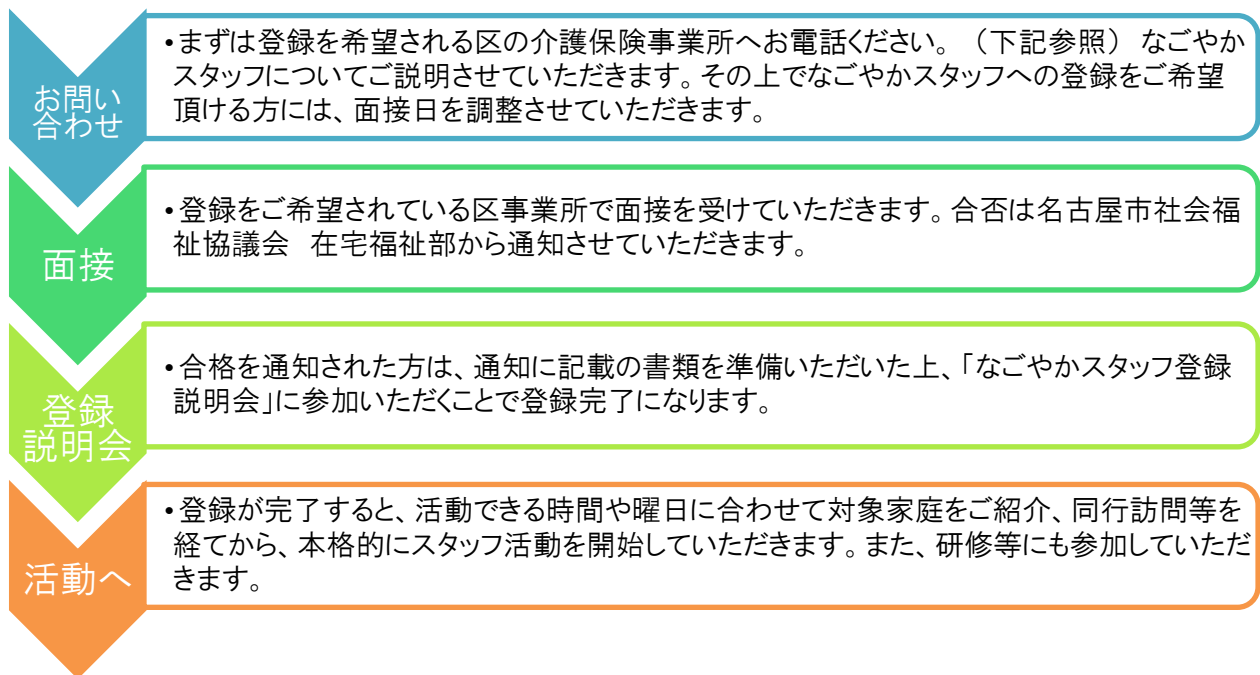 お問い
合わせ
•まずは登録を希望される区の介護保険事業所へお電話ください。（下記参照）なごやか
スタッフについてご説明させていただきます。その上でなごやかスタッフへの登録をご希望
頂ける方には、面接日を調整させていただきます。
面接
•登録をご希望されている区事業所で面接を受けていただきます。合否は名古屋市社会福
祉協議会　在宅福祉部から通知させていただきます。
登録
説明会
•合格を通知された方は、通知に記載の書類を準備いただいた上、「なごやかスタッフ登録
説明会」に参加いただくことで登録完了になります。
活動へ
•登録が完了すると、活動できる時間や曜日に合わせて対象家庭をご紹介、同行訪問等を
経てから、本格的にスタッフ活動を開始していただきます。また、研修等にも参加していただ
きます。